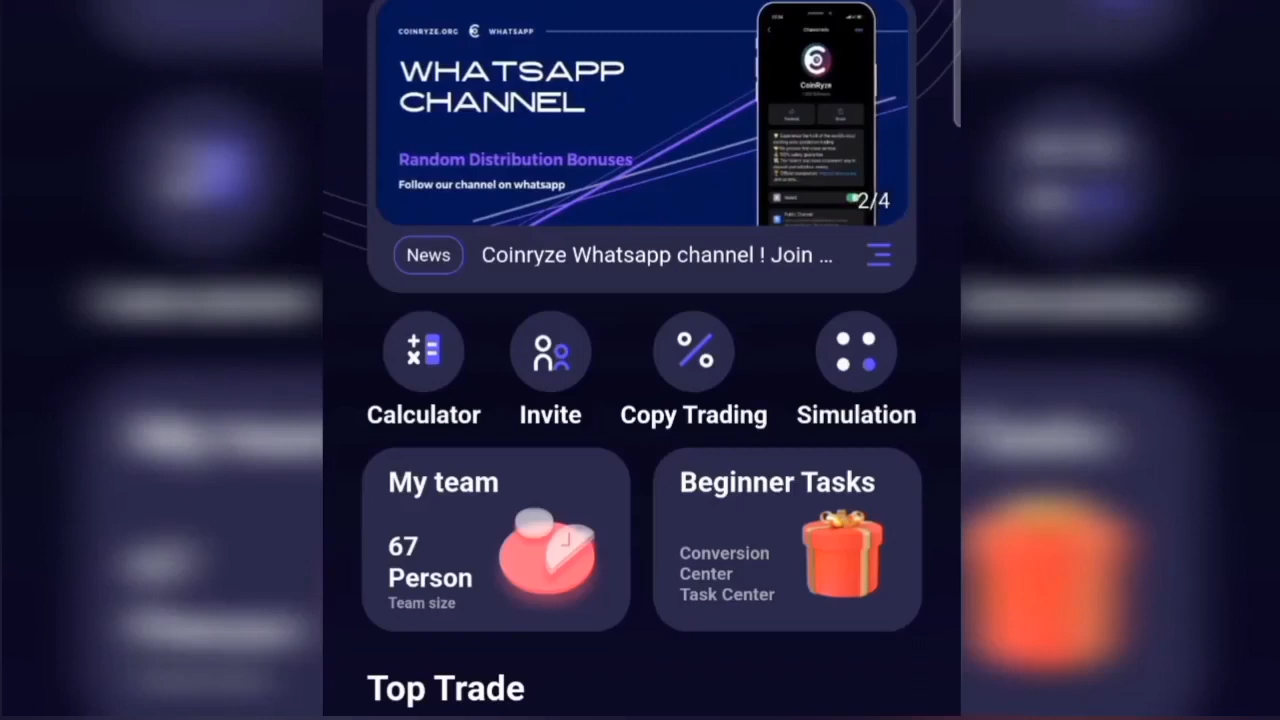 COINRYZE.ORG WHATSAPP
WHATSAPP
CHANNEL
Random Distribution Bonuses
Follow our channel on whatsapp
CoinRyze
2/4
News Coinryze Whatsapp channel ! Join ...
Calculator Invite Copy Trading Simulation
My team
67
Person
Team size
Beginner Tasks
Conversion
Center
Task Center
Top Trade